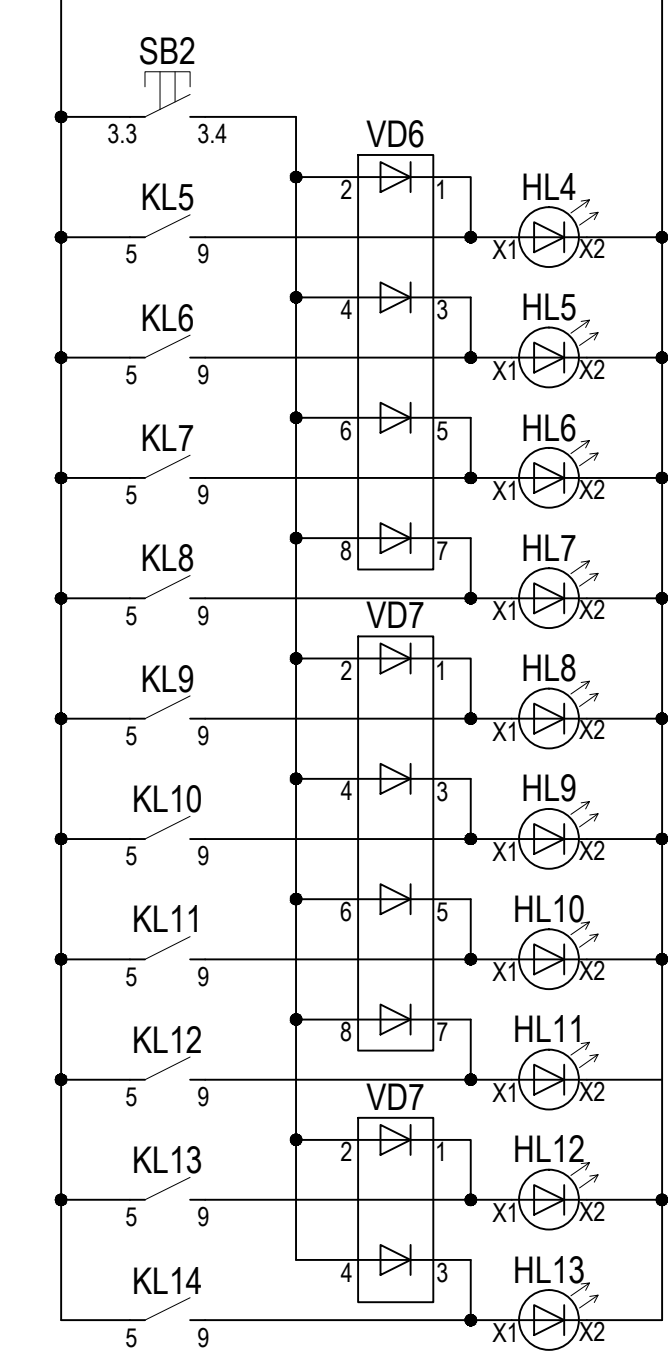 SB2
3.3 3.4
VD6
2 1
KL5 HL4
5 9 X1 X2
4 3
KL6 HL5
5 9 X1 X2
6 5
KL7 HL6
5 9 X1 X2
8 7
KL8 HL7
5 9 X1 X2
VD7
2 1
KL9 HL8
5 9 X1 X2
4 3
KL10 HL9
5 9 X1 X2
6 5
KL11 HL10
5 9 X1 X2
8 7
KL12 HL11
5 9 X1 X2
VD7
2 1
KL13 HL12
5 9 X1 X2
4 3
KL14 HL13
5 9 X1 X2